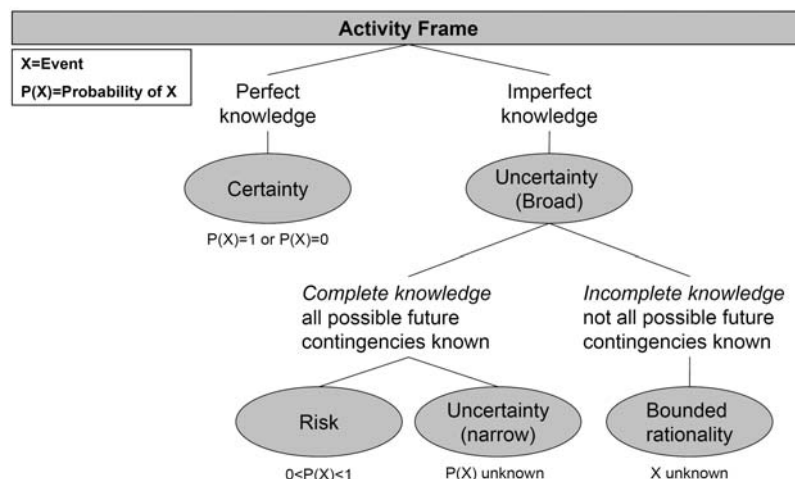 Activity Frame
X=Event
P(X)=Probability of X
Perfect
knowledge
Imperfect
knowledge
Certainty
Uncertainty
(Broad)
P(X)=1 or P(X)=0
Complete knowledge
all possible future
contingencies known
Incomplete knowledge
not all possible future
contingencies known
Risk
Uncertainty
(narrow)
Bounded
rationality
0<P(X)<1
P(X) unknown
X unknown